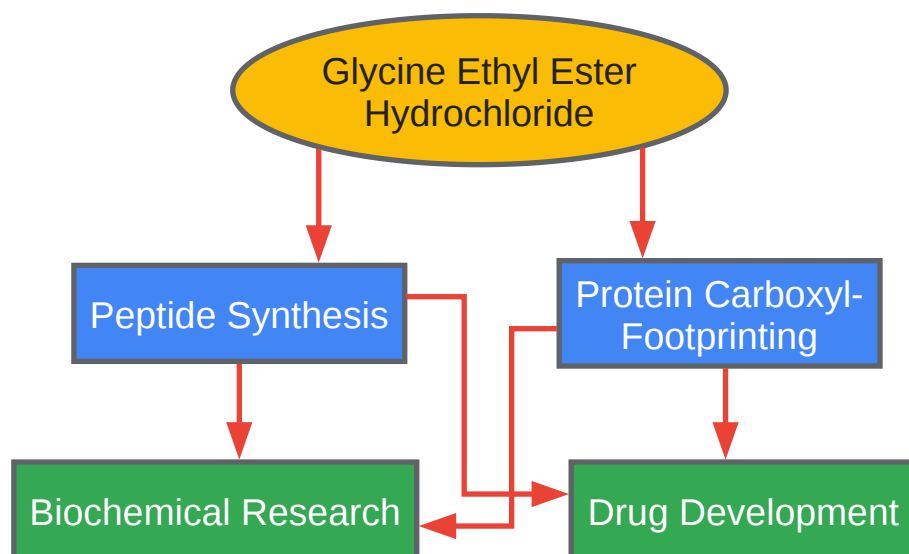 Glycine Ethyl Ester
Hydrochloride
Peptide Synthesis
Protein Carboxyl-
Footprinting
Biochemical Research
Drug Development